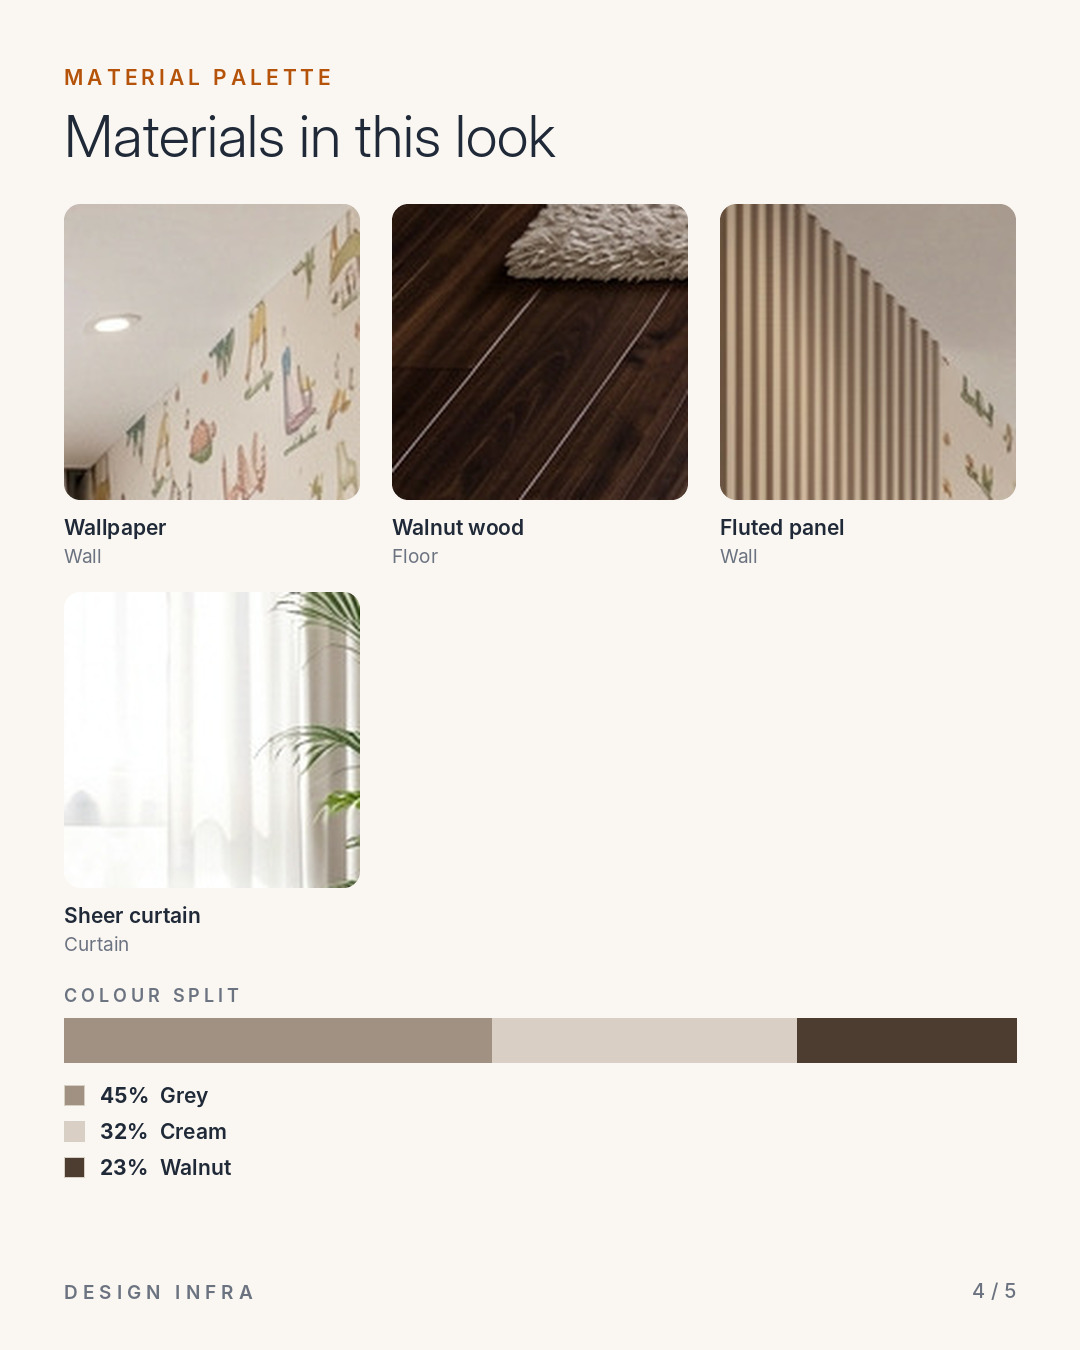 MATERIAL PALETTE
Materials in this look
Wallpaper
Wall
Walnut wood
Floor
Fluted panel
Wall
Sheer curtain
Curtain
COLOUR SPLIT
45% Grey
32% Cream
23% Walnut
DESIGN INFRA
4 / 5